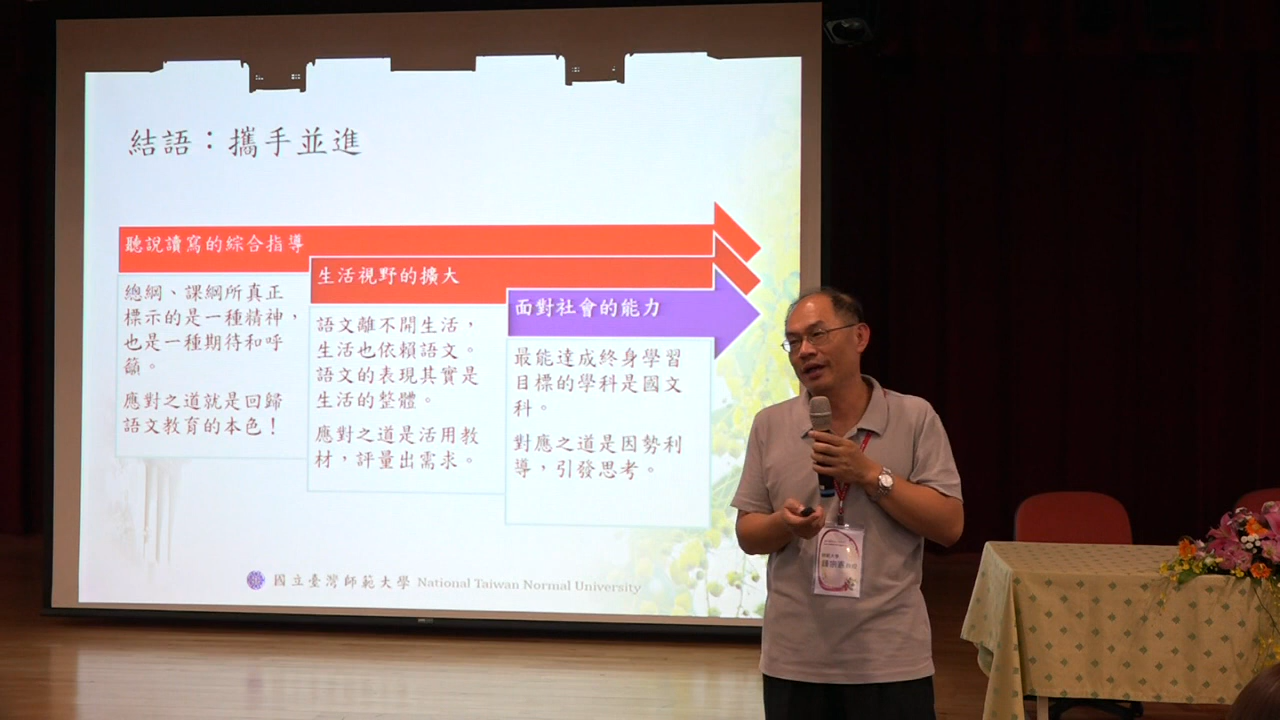 結語：攜手並進
聽說讀寫的綜合指導
總綱、課綱所真正
標示的是一種精神，
也是一種期待和呼
籲。
應對之道就是回歸
語文教育的本色！
生活視野的擴大
語文離不開生活，
生活也依賴語文。
語文的表現其實是
生活的整體。
應對之道是活用教
材，評量出需求。
面對社會的能力
最能達成終身學習
目標的學科是國文
科。
對應之道是因勢利
導，引發思考。
國立臺灣師範大學 National Taiwan Normal University